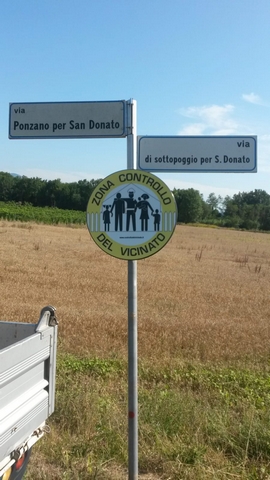 via
Ponzano per San Donato
via
di sottopoggio per S. Donato
ZONA CONTROLLO
DEL VICINATO